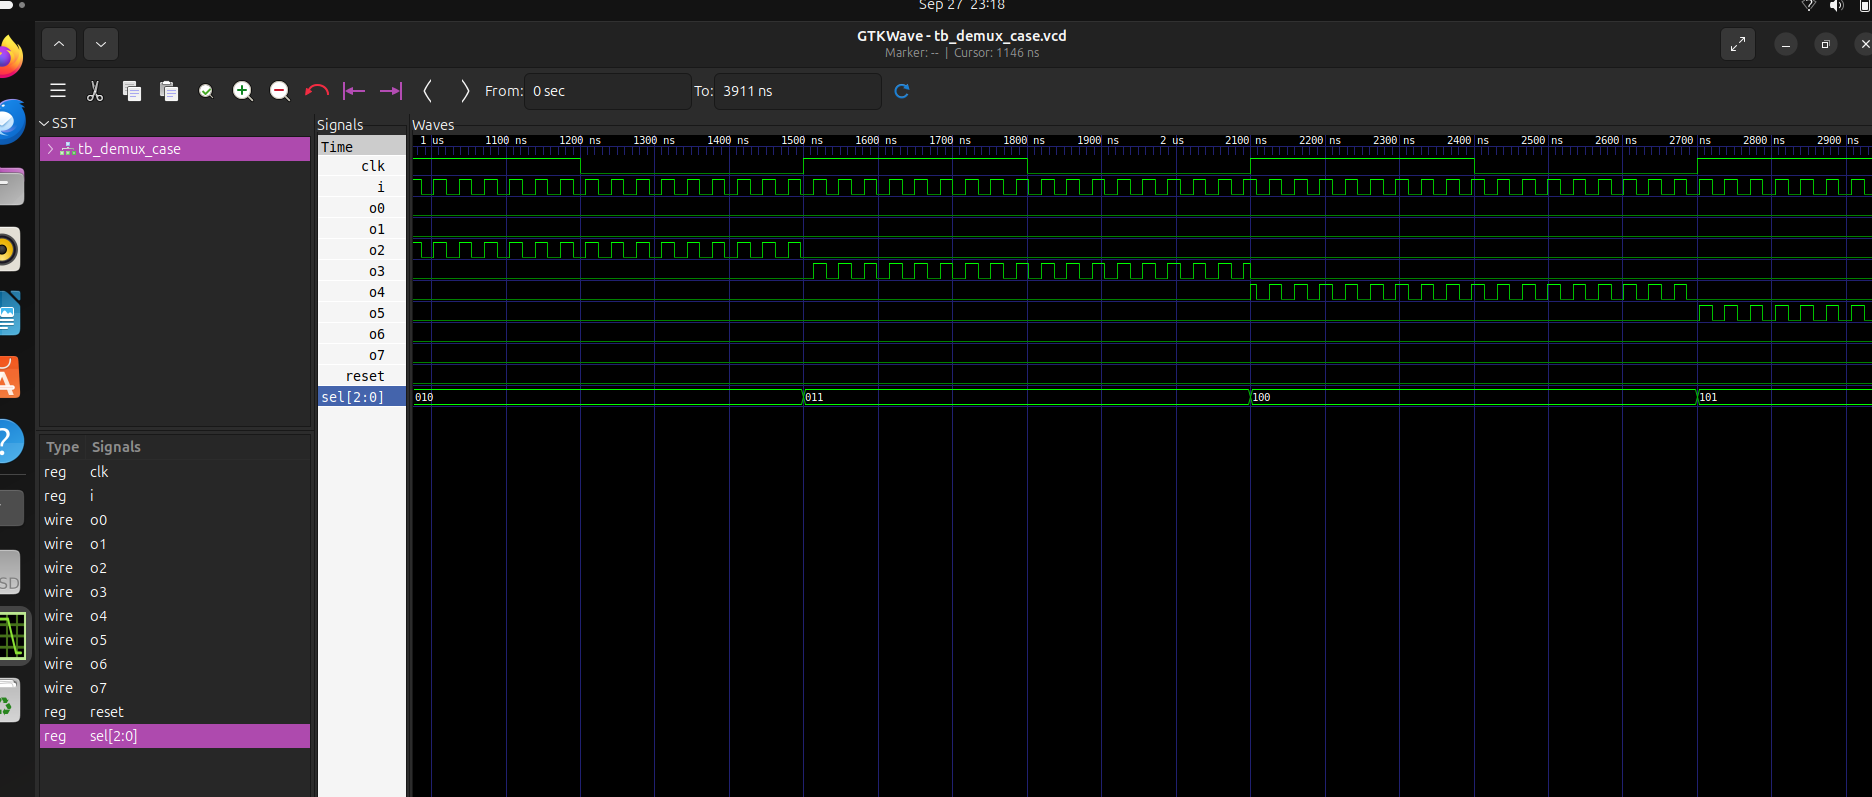 Sep 27 23:18
GTKWave - tb_demux_case.vcd
Marker: -- | Cursor: 1146 ns
From: 0 sec To: 3911 ns
SST
tb_demux_case
Type Signals
reg clk
reg i
wire o0
wire o1
wire o2
wire o3
wire o4
wire o5
wire o6
wire o7
reg reset
reg sel[2:0]
Signals
Time
clk
i
o0
o1
o2
o3
o4
o5
o6
o7
reset
sel[2:0]
Waves
1 us 1100 ns 1200 ns 1300 ns 1400 ns 1500 ns 1600 ns 1700 ns 1800 ns 1900 ns 2 us 2100 ns 2200 ns 2300 ns 2400 ns 2500 ns 2600 ns 2700 ns 2800 ns 2900 ns
010 011 100 101
SD